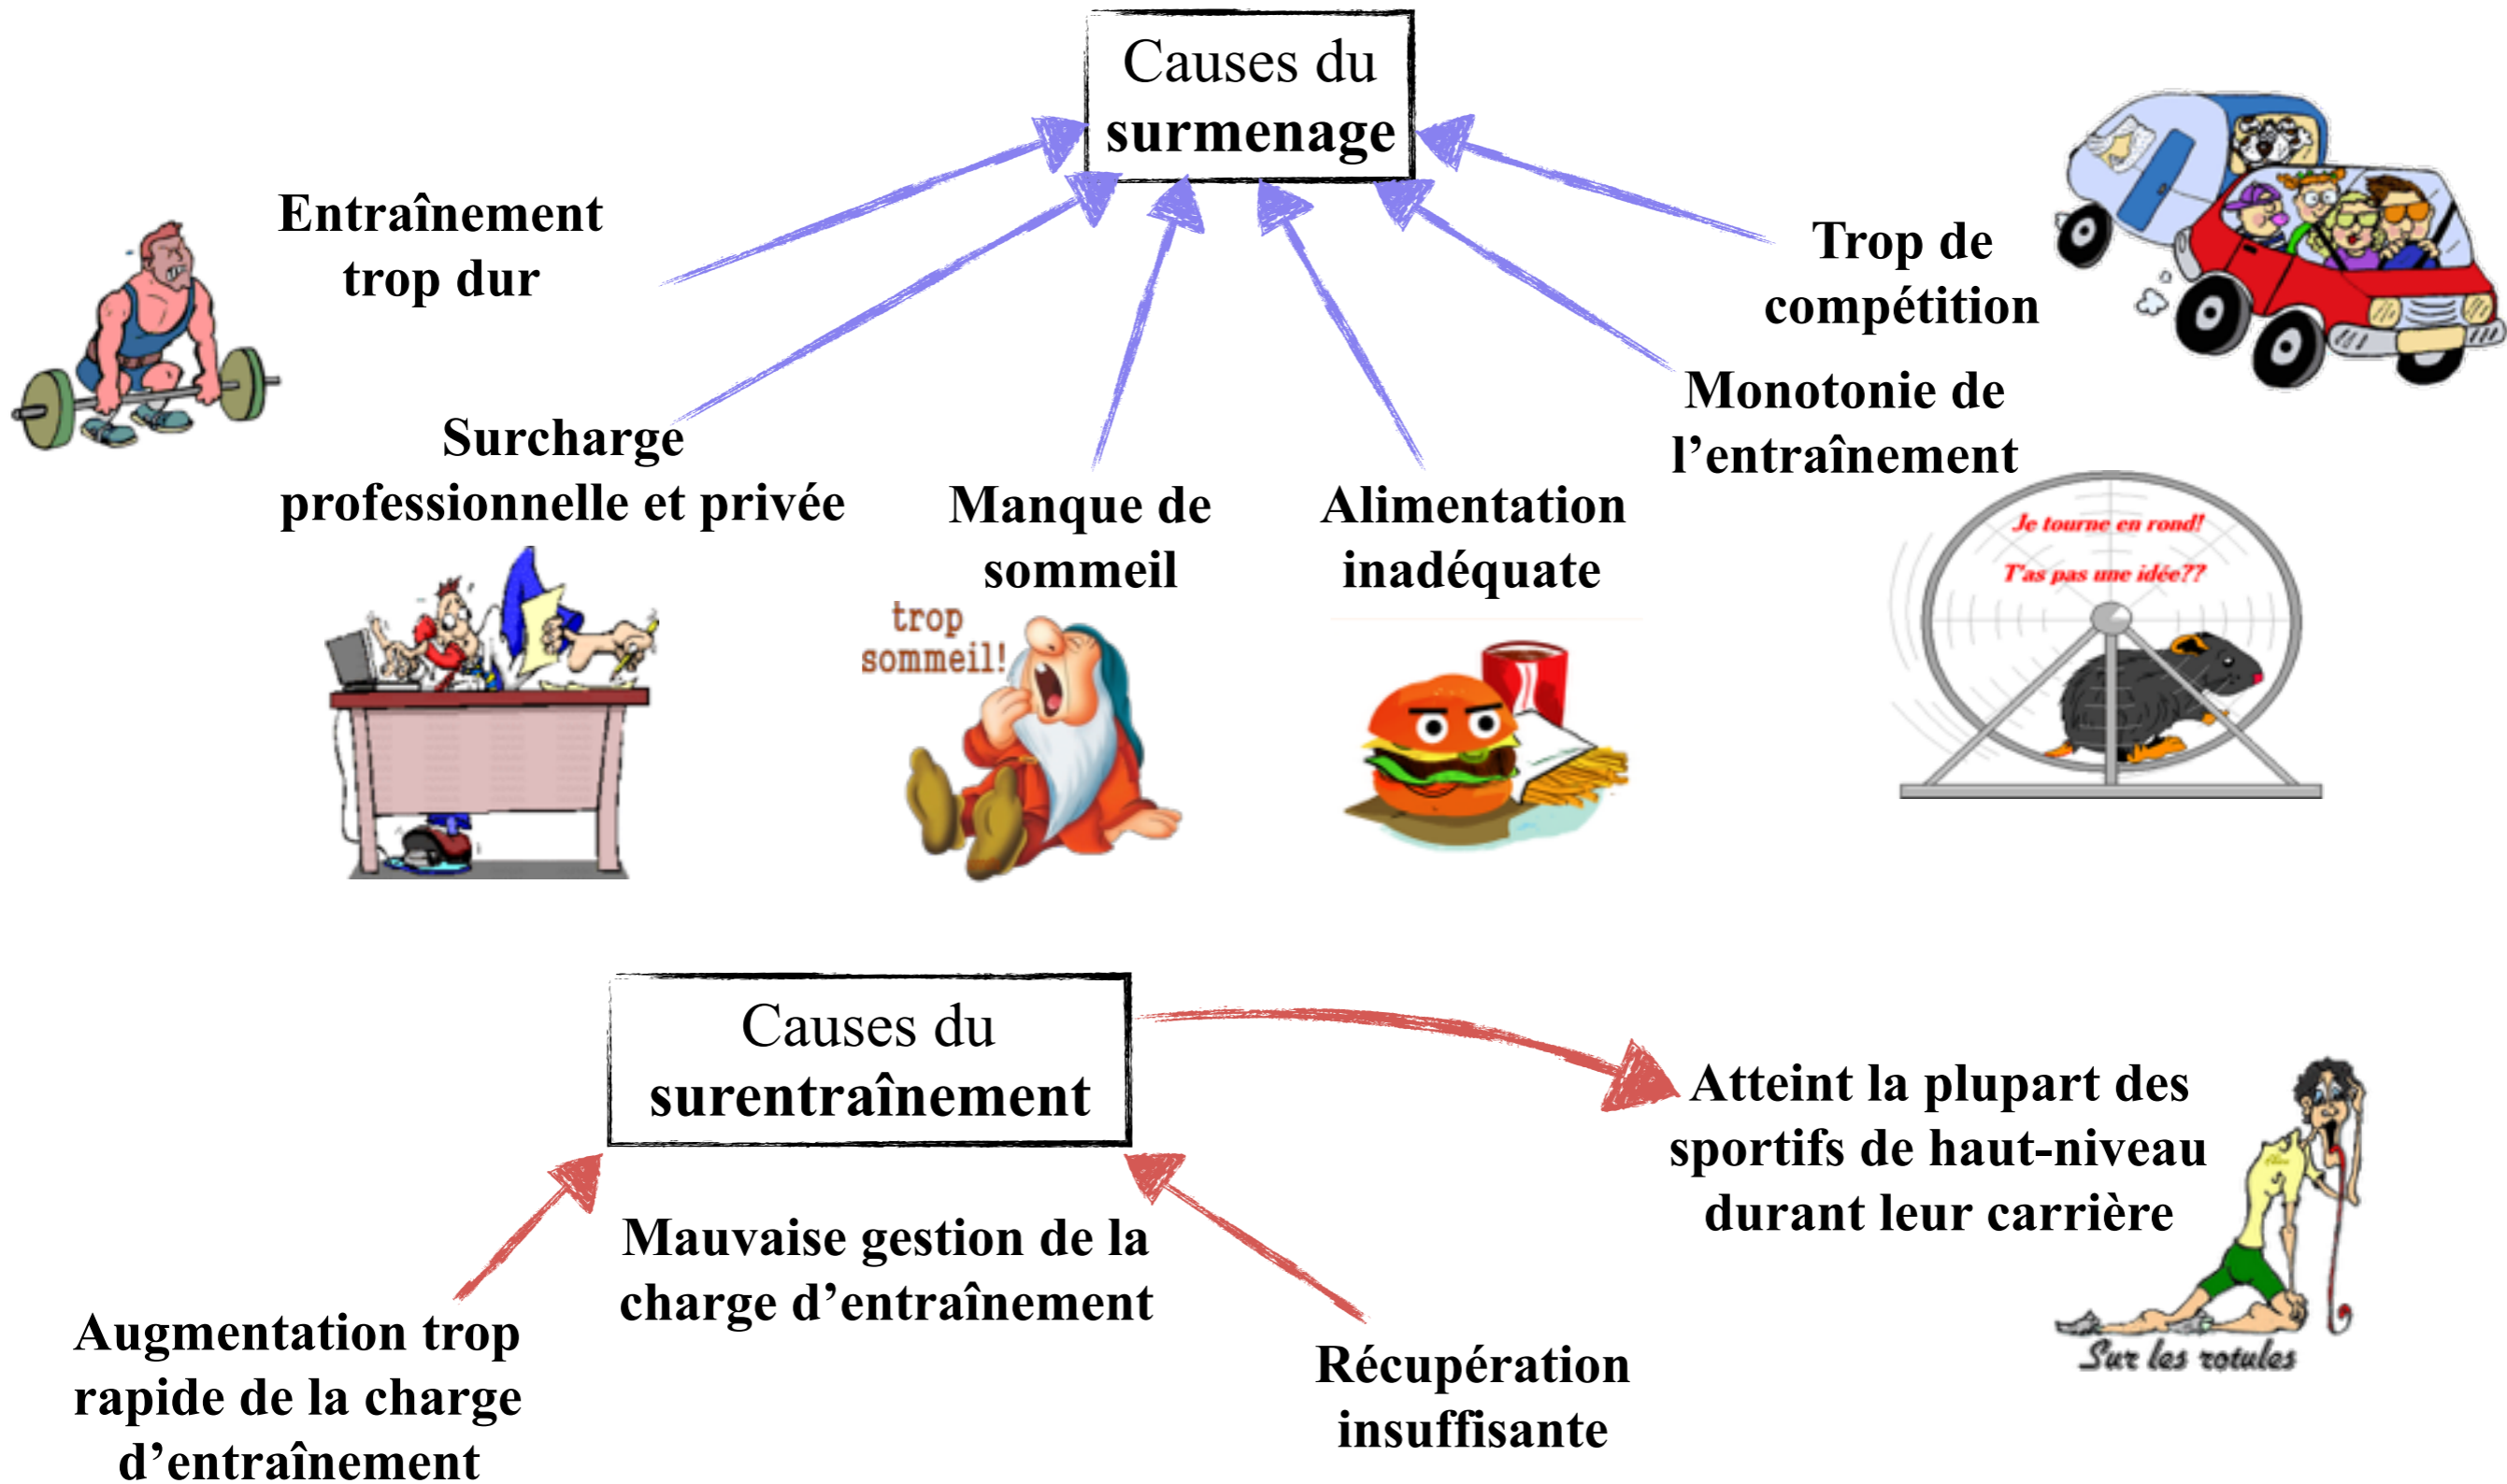 Causes du
surmenage
Entraînement
trop dur
Trop de
compétition
Surcharge
professionnelle et privée
Manque de
sommeil
Alimentation
inadéquate
Monotonie de
l’entraînement
trop
sommeil!
Je tourne en rond!
T'as pas une idée??
Causes du
surentraînement
Atteint la plupart des
sportifs de haut-niveau
durant leur carrière
Mauvaise gestion de la
charge d’entraînement
Augmentation trop
rapide de la charge
d’entraînement
Récupération
insuffisante
Sur les rotules